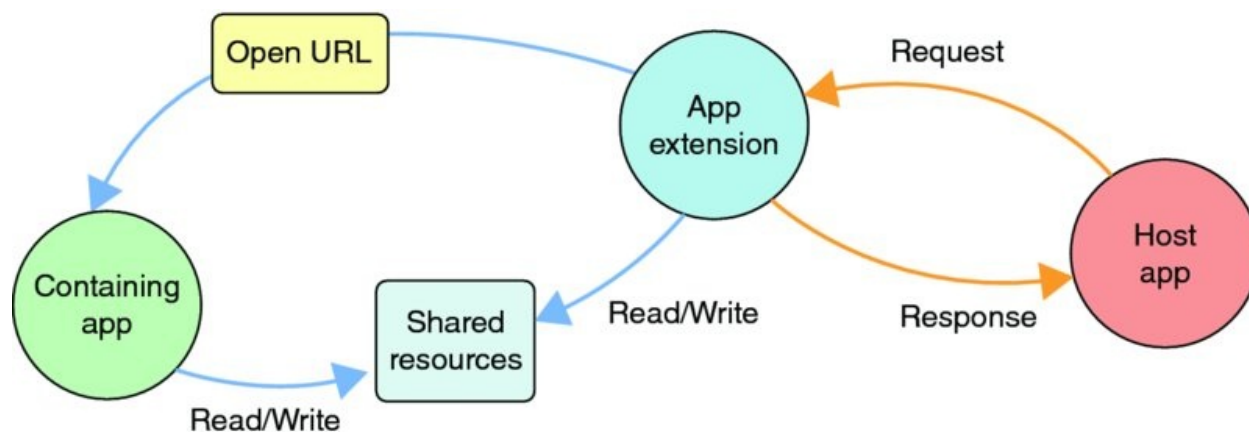 Open URL
App
extension
Request
Host
app
Containing
app
Shared
resources
Read/Write
Response
Read/Write